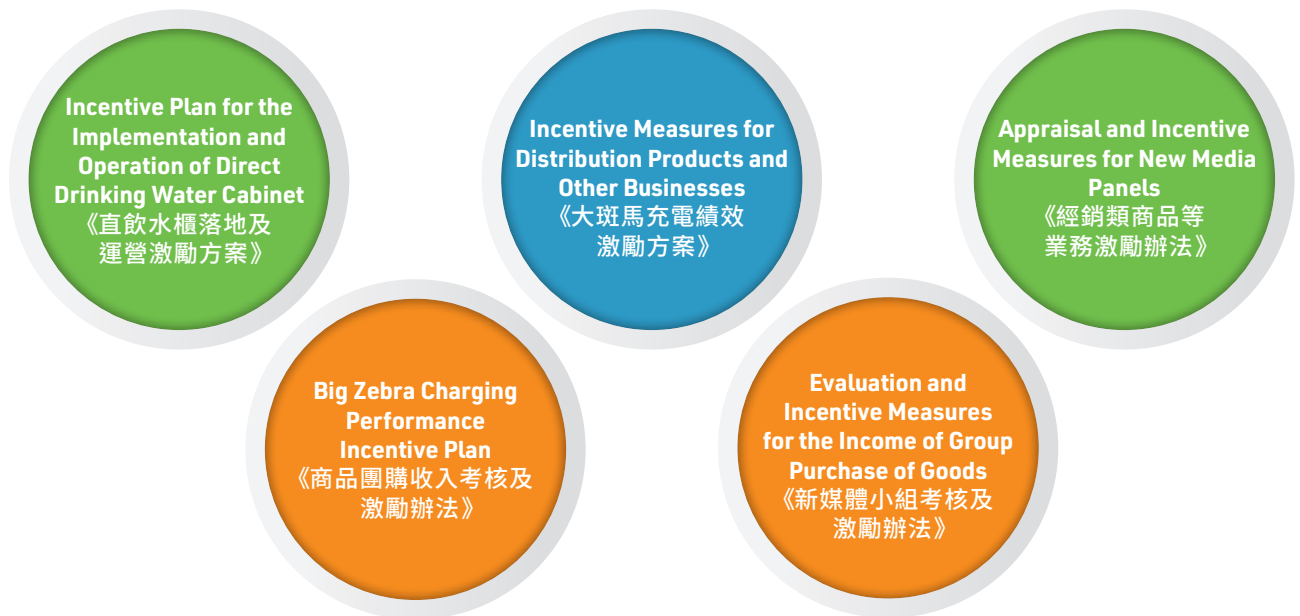 Incentive Plan for the
Implementation and
Operation of Direct
Drinking Water Cabinet
《直飲水櫃落地及
運營激勵方案》
Incentive Measures for
Distribution Products and
Other Businesses
《大斑馬充電績效
激勵方案》
Appraisal and Incentive
Measures for New Media
Panels
《經銷類商品等
業務激勵辦法》
Big Zebra Charging
Performance
Incentive Plan
《商品團購收入考核及
激勵辦法》
Evaluation and
Incentive Measures
for the Income of Group
Purchase of Goods
《新媒體小組考核及
激勵辦法》